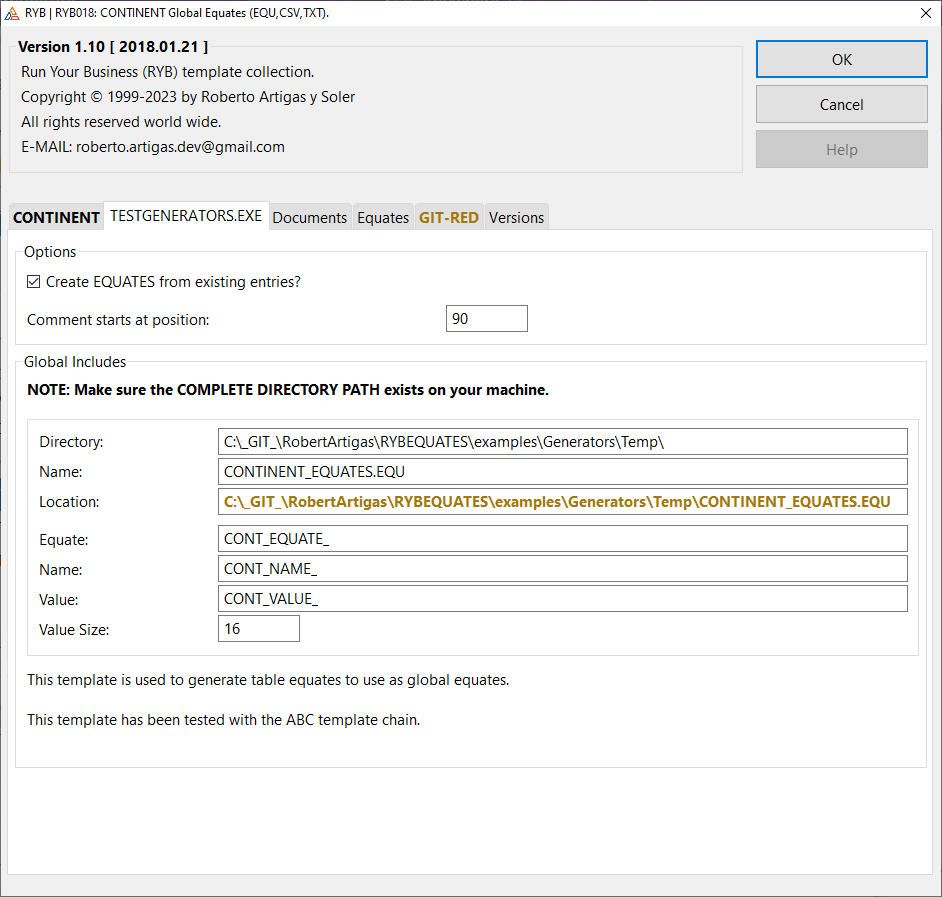 RYB | RYB018: CONTINENT Global Equates (EQU,CSV,TXT).
Version 1.10 [ 2018.01.21 ]
Run Your Business (RYB) template collection.
Copyright © 1999-2023 by Roberto Artigas y Soler
All rights reserved world wide.
E-MAIL: roberto.artigas.dev@gmail.com
OK
Cancel
Help
CONTINENT TESTGENERATORS.EXE Documents Equates GIT-RED Versions
Options
Create EQUATES from existing entries?
Comment starts at position: 90
Global Includes
NOTE: Make sure the COMPLETE DIRECTORY PATH exists on your machine.
Directory: C:\_GIT_\RobertArtigas\RYBEQUATES\examples\Generators\Temp\
Name: CONTINENT_EQUATES.EQU
Location: C:\_GIT_\RobertArtigas\RYBEQUATES\examples\Generators\Temp\CONTINENT_EQUATES.EQU
Equate: CONT_EQUATE_
Name: CONT_NAME_
Value: CONT_VALUE_
Value Size: 16
This template is used to generate table equates to use as global equates.
This template has been tested with the ABC template chain.